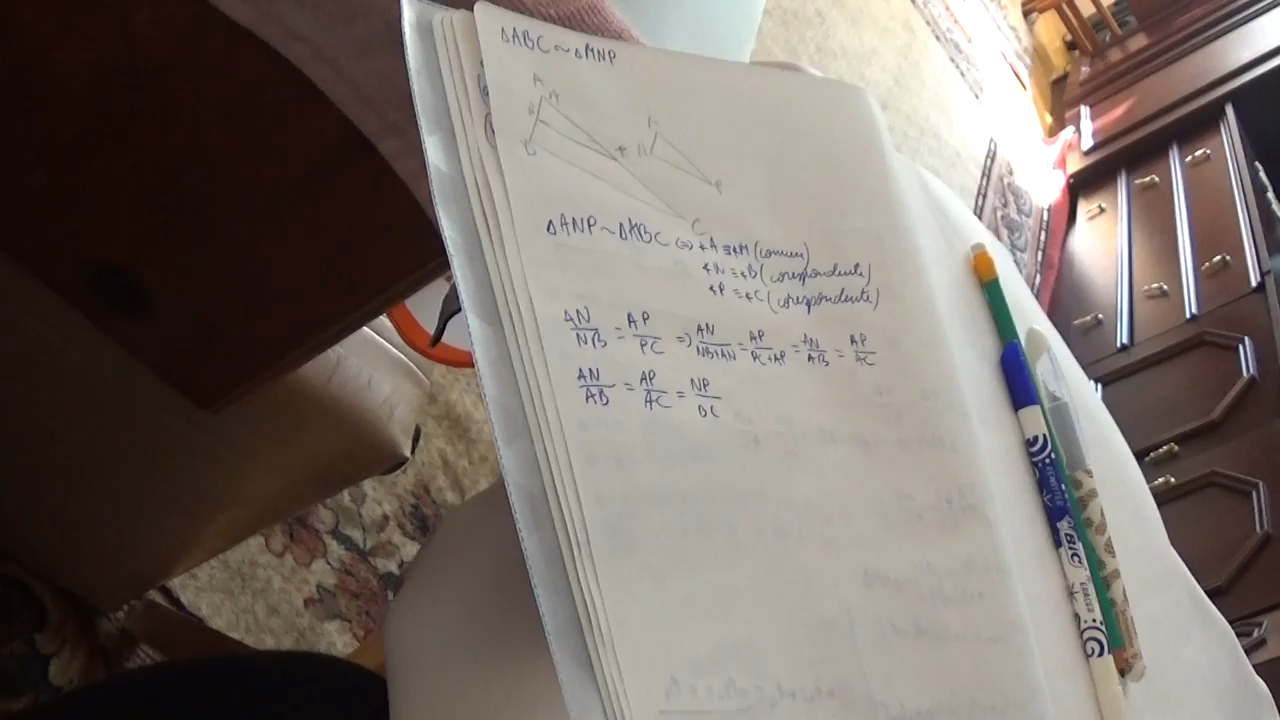 ΔABC ~ ΔMNP
A M
N
B
P
C
M
N
P
ΔANP ~ ΔABC ⇔ ∢A ≡ ∢M (comun)
∢N ≡ ∢B (corespondente)
∢P ≡ ∢C (corespondente)
AN/NB = AP/PC ⇒ AN/NB+AN = AP/PC+AP = AN/AB = AP/AC
AN/AB = AP/AC = NP/BC
BIC